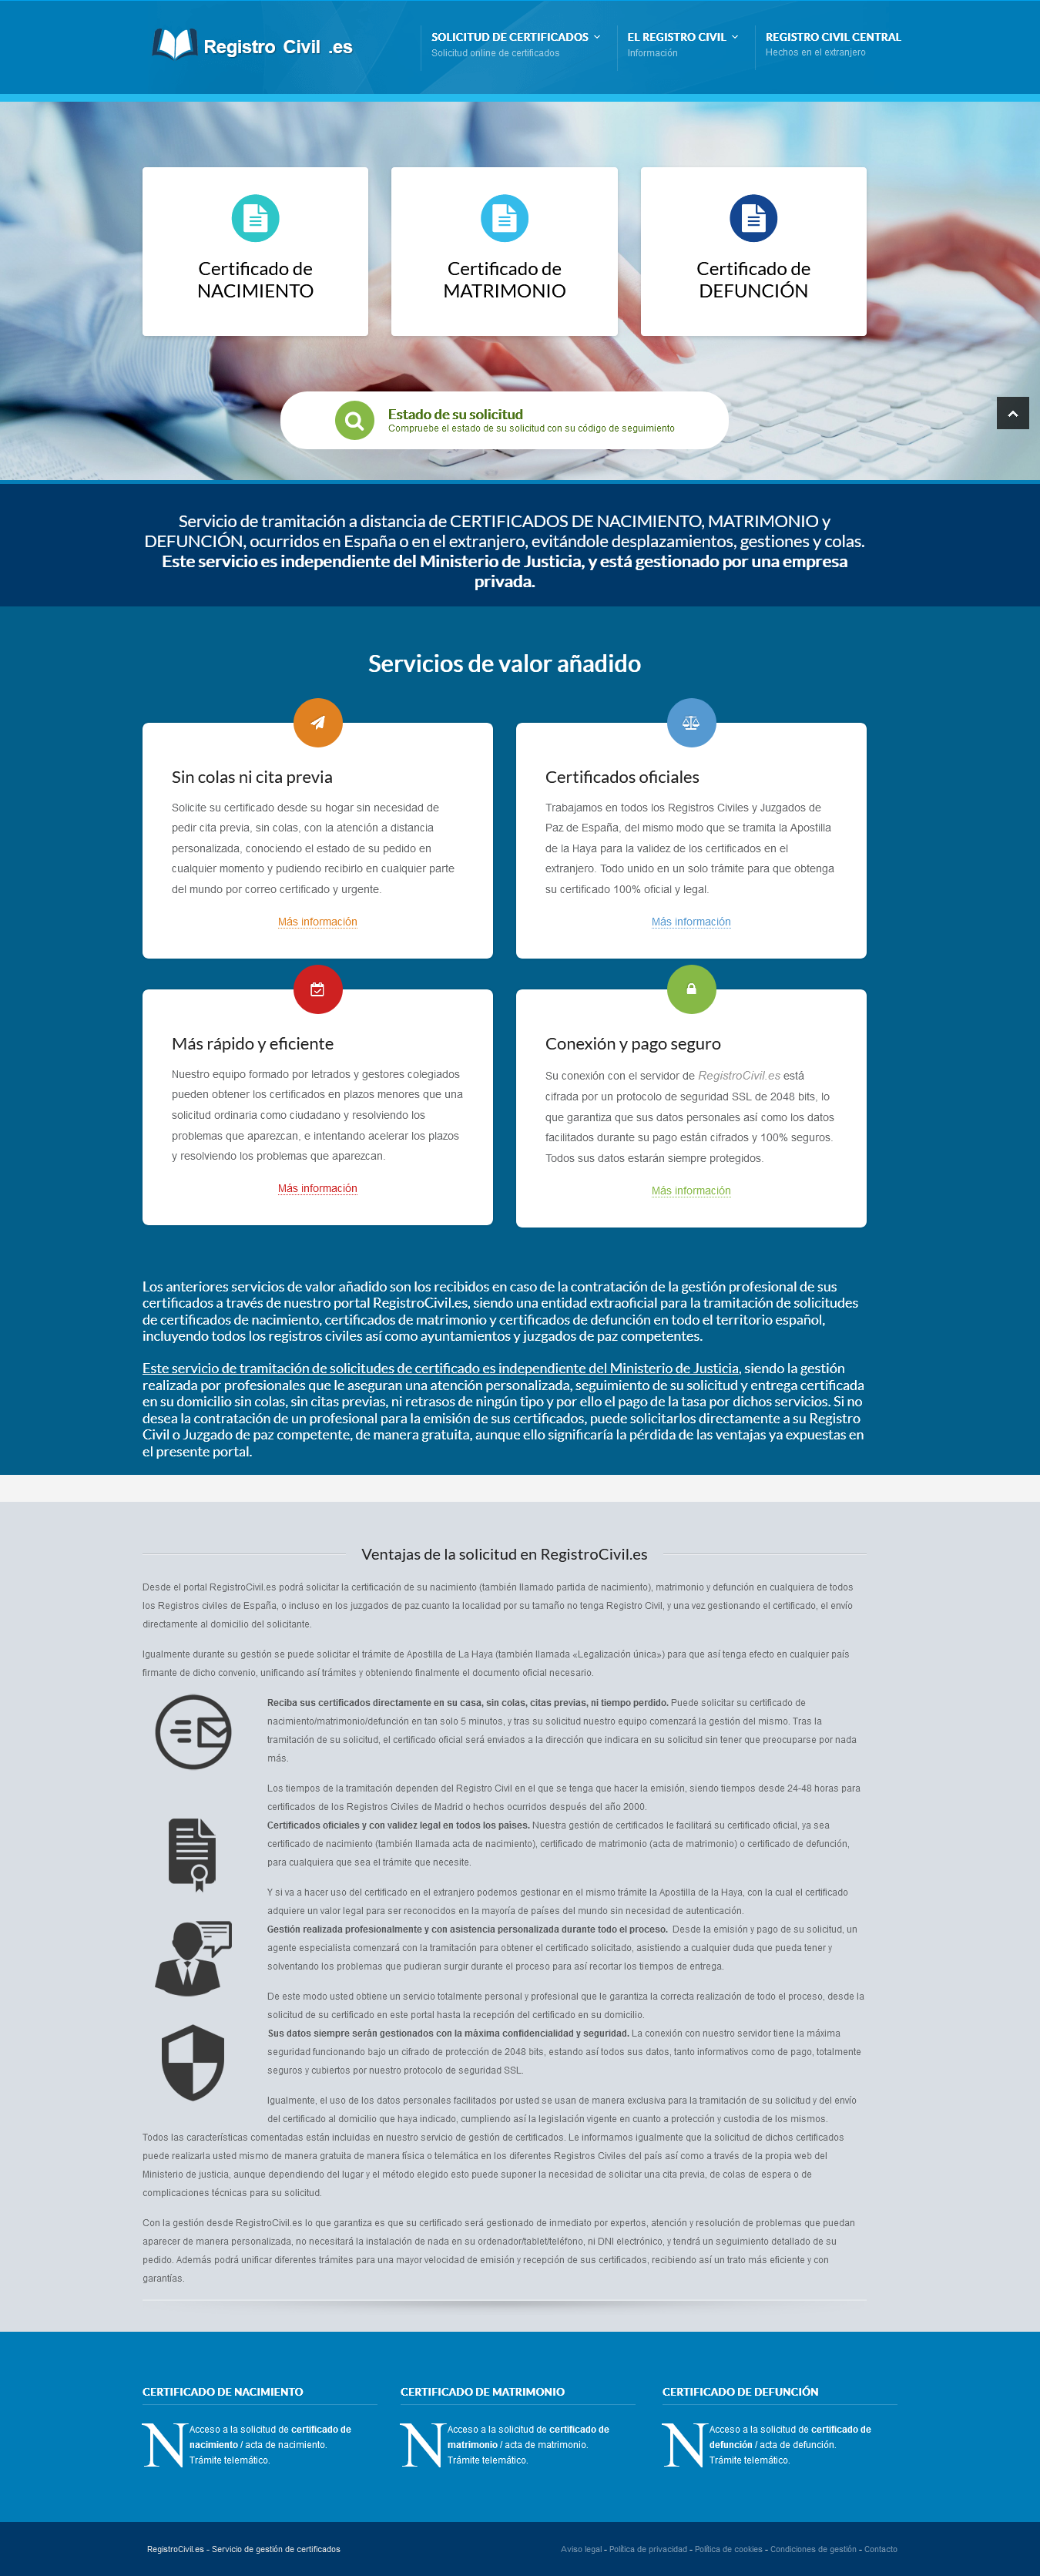 Registro Civil .es
SOLICITUD DE CERTIFICADOS
Solicitud online de certificados
EL REGISTRO CIVIL
Información
REGISTRO CIVIL CENTRAL
Hechos en el extranjero
Certificado de
NACIMIENTO
Certificado de
MATRIMONIO
Certificado de
DEFUNCIÓN
Estado de su solicitud
Compruebe el estado de su solicitud con su código de seguimiento
Servicio de tramitación a distancia de CERTIFICADOS DE NACIMIENTO, MATRIMONIO y
DEFUNCIÓN, ocurridos en España o en el extranjero, evitándole desplazamientos, gestiones y colas.
Este servicio es independiente del Ministerio de Justicia, y está gestionado por una empresa
privada.
Servicios de valor añadido
Sin colas ni cita previa
Solicite su certificado desde su hogar sin necesidad de
pedir cita previa, sin colas, con la atención a distancia
personalizada, conociendo el estado de su pedido en
cualquier momento y pudiendo recibirlo en cualquier parte
del mundo por correo certificado y urgente.
Más información
Certificados oficiales
Trabajamos en todos los Registros Civiles y Juzgados de
Paz de España, del mismo modo que se tramita la Apostilla
de la Haya para la validez de los certificados en el
extranjero. Todo unido en un solo trámite para que obtenga
su certificado 100% oficial y legal.
Más información
Más rápido y eficiente
Nuestro equipo formado por letrados y gestores colegiados
pueden obtener los certificados en plazos menores que una
solicitud ordinaria como ciudadano y resolviendo los
problemas que aparezcan, e intentando acelerar los plazos
y resolviendo los problemas que aparezcan.
Más información
Conexión y pago seguro
Su conexión con el servidor de RegistroCivil.es está
cifrada por un protocolo de seguridad SSL de 2048 bits, lo
que garantiza que sus datos personales así como los datos
facilitados durante su pago están cifrados y 100% seguros.
Todos sus datos estarán siempre protegidos.
Más información
Los anteriores servicios de valor añadido son los recibidos en caso de la contratación de la gestión profesional de sus
certificados a través de nuestro portal RegistroCivil.es, siendo una entidad extraoficial para la tramitación de solicitudes
de certificados de nacimiento, certificados de matrimonio y certificados de defunción en todo el territorio español,
incluyendo todos los registros civiles así como ayuntamientos y juzgados de paz competentes.
Este servicio de tramitación de solicitudes de certificado es independiente del Ministerio de Justicia, siendo la gestión
realizada por profesionales que le aseguran una atención personalizada, seguimiento de su solicitud y entrega certificada
en su domicilio sin colas, sin citas previas, ni retrasos de ningún tipo y por ello el pago de la tasa por dichos servicios. Si no
desea la contratación de un profesional para la emisión de sus certificados, puede solicitarlos directamente a su Registro
Civil o Juzgado de paz competente, de manera gratuita, aunque ello significaría la pérdida de las ventajas ya expuestas en
el presente portal.
Ventajas de la solicitud en RegistroCivil.es
Desde el portal RegistroCivil.es podrá solicitar la certificación de su nacimiento (también llamado partida de nacimiento), matrimonio y defunción en cualquiera de todos
los Registros civiles de España, o incluso en los juzgados de paz cuanto la localidad por su tamaño no tenga Registro Civil, y una vez gestionando el certificado, el envío
directamente al domicilio del solicitante.
Igualmente durante su gestión se puede solicitar el trámite de Apostilla de La Haya (también llamada «Legalización única») para que así tenga efecto en cualquier país
firmante de dicho convenio, unificando así trámites y obteniendo finalmente el documento oficial necesario.
Reciba sus certificados directamente en su casa, sin colas, citas previas, ni tiempo perdido. Puede solicitar su certificado de
nacimiento/matrimonio/defunción en tan solo 5 minutos, y tras su solicitud nuestro equipo comenzará la gestión del mismo. Tras la
tramitación de su solicitud, el certificado oficial será enviados a la dirección que indicara en su solicitud sin tener que preocuparse por nada
más.
Los tiempos de la tramitación dependen del Registro Civil en el que se tenga que hacer la emisión, siendo tiempos desde 24-48 horas para
certificados de los Registros Civiles de Madrid o hechos ocurridos después del año 2000.
Certificados oficiales y con validez legal en todos los paises. Nuestra gestión de certificados le facilitará su certificado oficial, ya sea
certificado de nacimiento (también llamada acta de nacimiento), certificado de matrimonio (acta de matrimonio) o certificado de defunción,
para cualquiera que sea el trámite que necesite.
Y si va a hacer uso del certificado en el extranjero podemos gestionar en el mismo trámite la Apostilla de la Haya, con la cual el certificado
adquiere un valor legal para ser reconocidos en la mayoría de países del mundo sin necesidad de autenticación.
Gestión realizada profesionalmente y con asistencia personalizada durante todo el proceso. Desde la emisión y pago de su solicitud, un
agente especialista comenzará con la tramitación para obtener el certificado solicitado, asistiendo a cualquier duda que pueda tener y
solventando los problemas que pudieran surgir durante el proceso para así recortar los tiempos de entrega.
De este modo usted obtiene un servicio totalmente personal y profesional que le garantiza la correcta realización de todo el proceso, desde la
solicitud de su certificado en este portal hasta la recepción del certificado en su domicilio.
Sus datos siempre serán gestionados con la máxima confidencialidad y seguridad. La conexión con nuestro servidor tiene la máxima
seguridad funcionando bajo un cifrado de protección de 2048 bits, estando así todos sus datos, tanto informativos como de pago, totalmente
seguros y cubiertos por nuestro protocolo de seguridad SSL.
Igualmente, el uso de los datos personales facilitados por usted se usan de manera exclusiva para la tramitación de su solicitud y del envío
del certificado al domicilio que haya indicado, cumpliendo así la legislación vigente en cuanto a protección y custodia de los mismos.
Todos las características comentadas están incluidas en nuestro servicio de gestión de certificados. Le informamos igualmente que la solicitud de dichos certificados
puede realizarla usted mismo de manera gratuita de manera física o telemática en los diferentes Registros Civiles del país así como a través de la propia web del
Ministerio de justicia, aunque dependiendo del lugar y el método elegido esto puede suponer la necesidad de solicitar una cita previa, de colas de espera o de
complicaciones técnicas para su solicitud.
Con la gestión desde RegistroCivil.es lo que garantiza es que su certificado será gestionado de inmediato por expertos, atención y resolución de problemas que puedan
aparecer de manera personalizada, no necesitará la instalación de nada en su ordenador/tablet/teléfono, ni DNI electrónico, y tendrá un seguimiento detallado de su
pedido. Además podrá unificar diferentes trámites para una mayor velocidad de emisión y recepción de sus certificados, recibiendo así un trato más eficiente y con
garantías.
CERTIFICADO DE NACIMIENTO
N Acceso a la solicitud de certificado de
nacimiento / acta de nacimiento.
Trámite telemático.
CERTIFICADO DE MATRIMONIO
N Acceso a la solicitud de certificado de
matrimonio / acta de matrimonio.
Trámite telemático.
CERTIFICADO DE DEFUNCIÓN
N Acceso a la solicitud de certificado de
defunción / acta de defunción.
Trámite telemático.
RegistroCivil.es - Servicio de gestión de certificados
Aviso legal - Política de privacidad - Política de cookies - Condiciones de gestión - Contacto